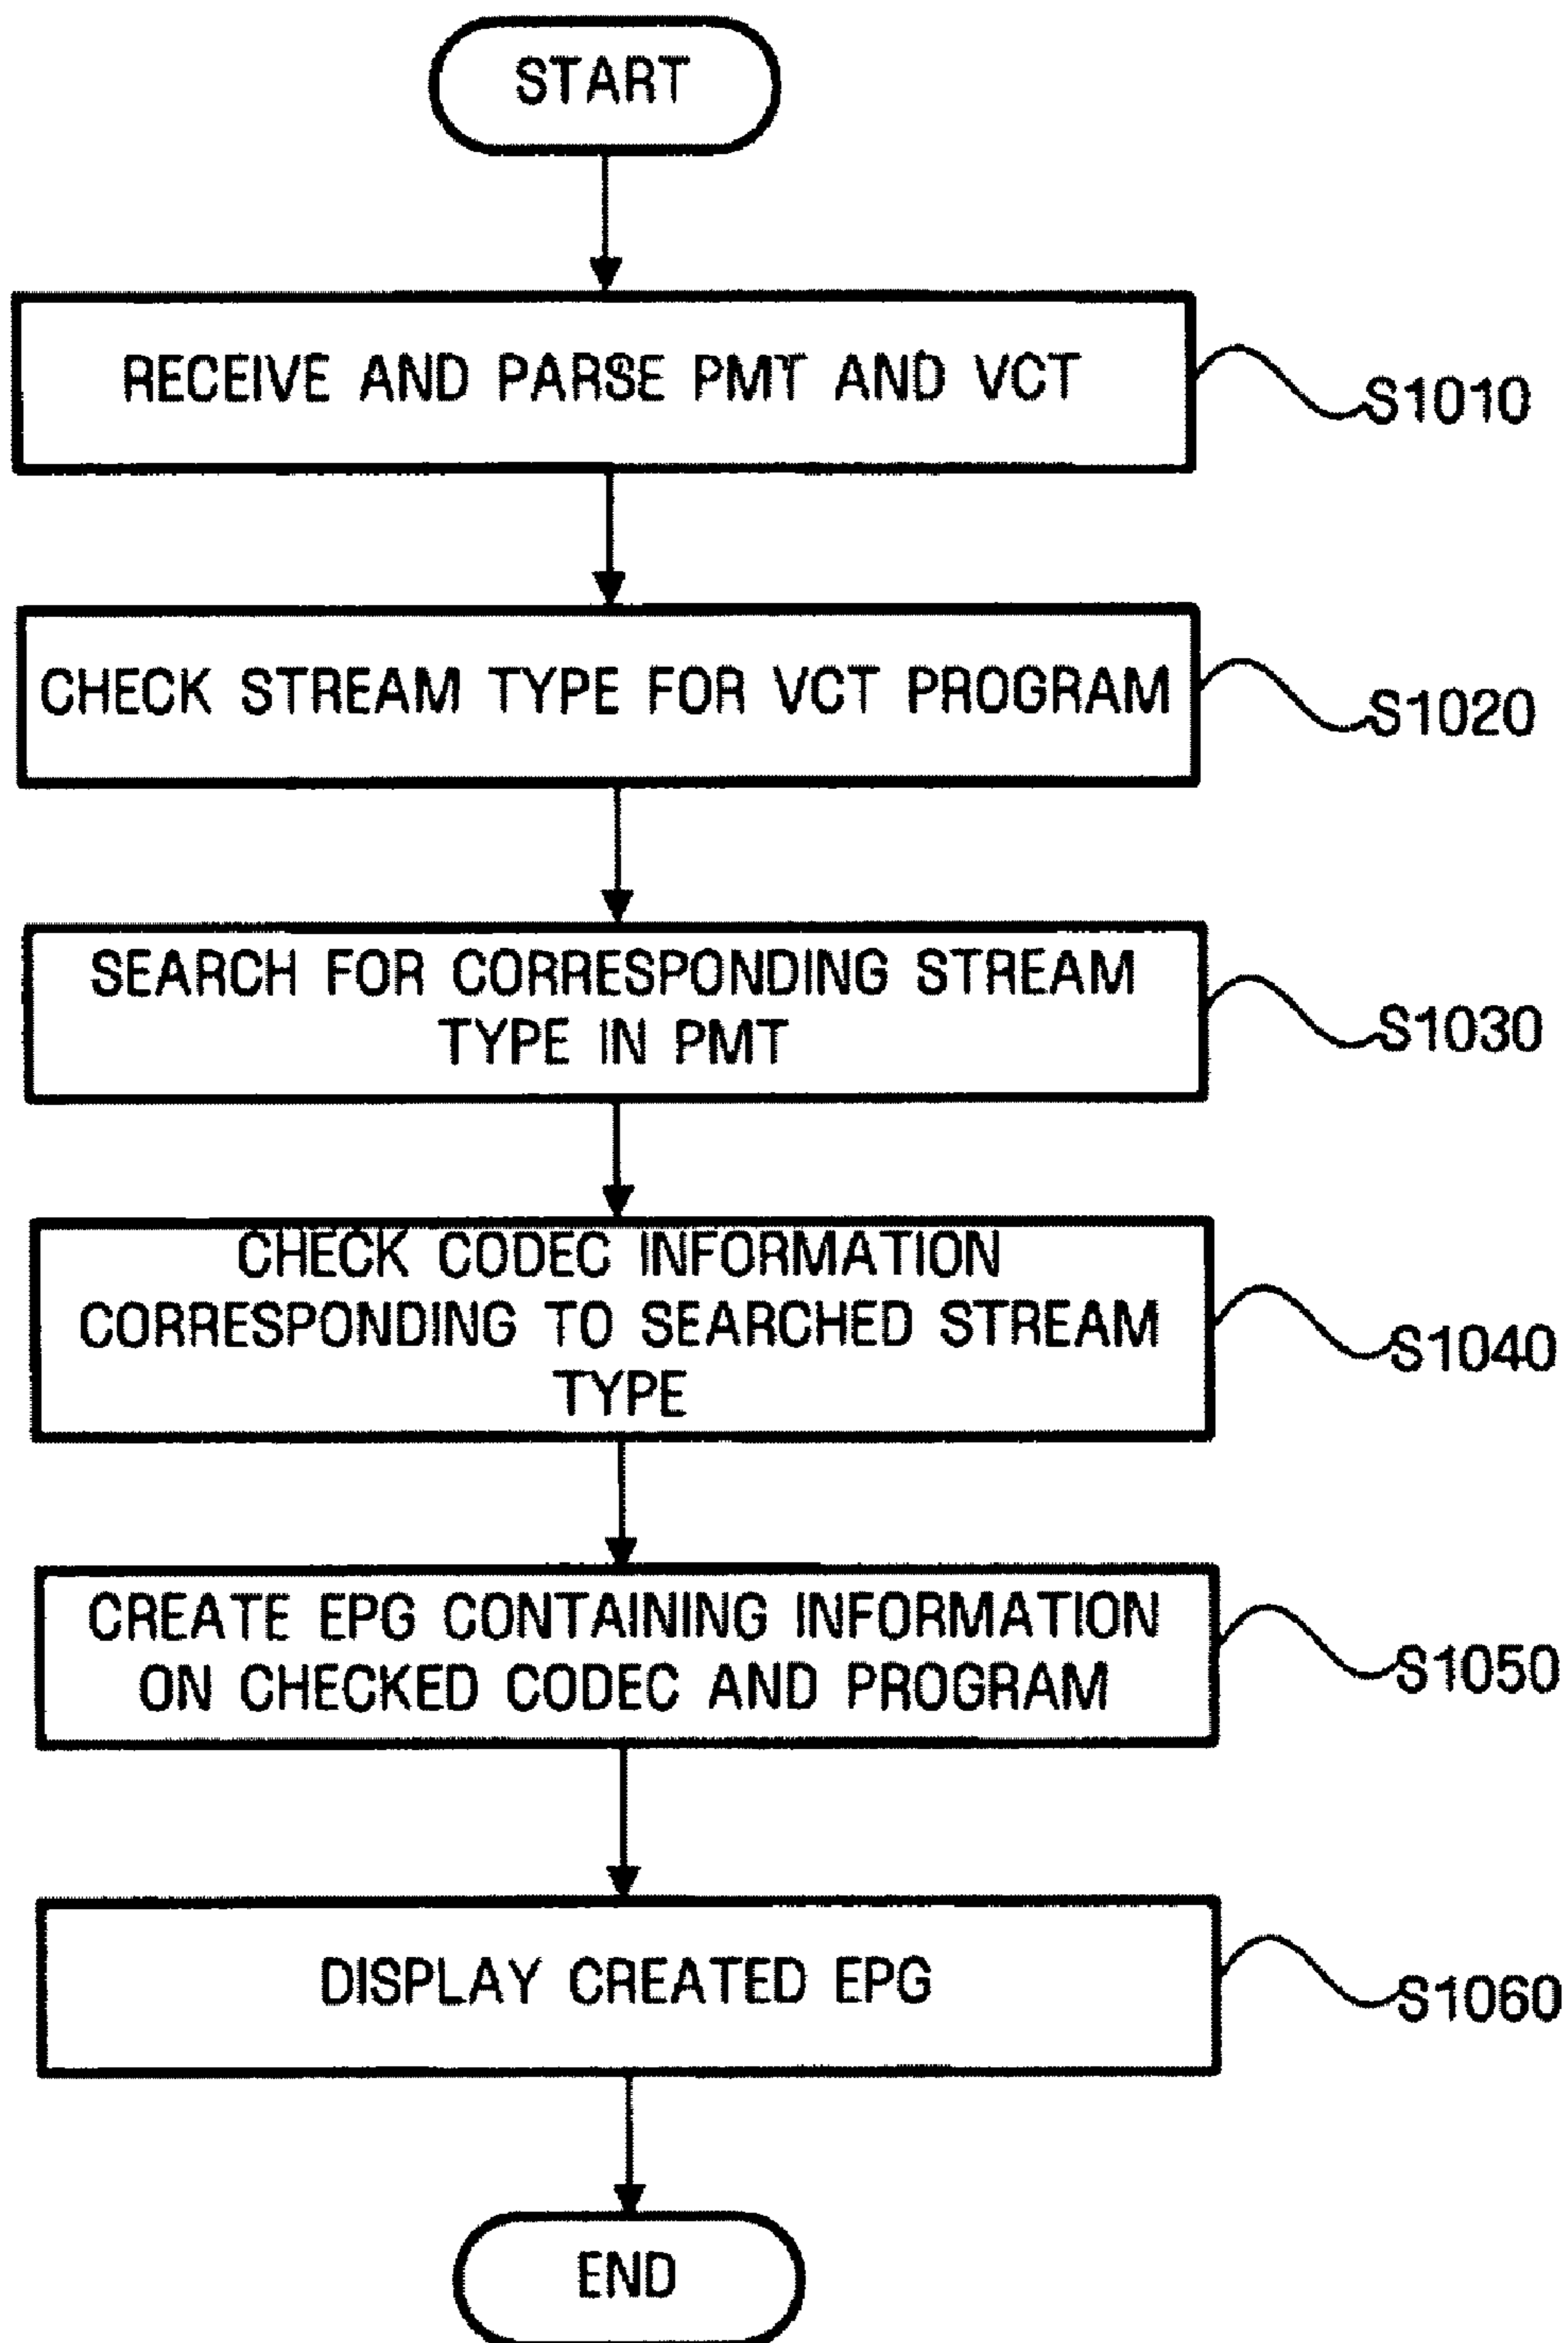 START
RECEIVE AND PARSE PMT AND VCT
S1010
CHECK STREAM TYPE FOR VCT PROGRAM
S1020
SEARCH FOR CORRESPONDING STREAM
TYPE IN PMT
S1030
CHECK CODEC INFORMATION
CORRESPONDING TO SEARCHED STREAM
TYPE
S1040
CREATE EPG CONTAINING INFORMATION
ON CHECKED CODEC AND PROGRAM
S1050
DISPLAY CREATED EPG
S1060
END